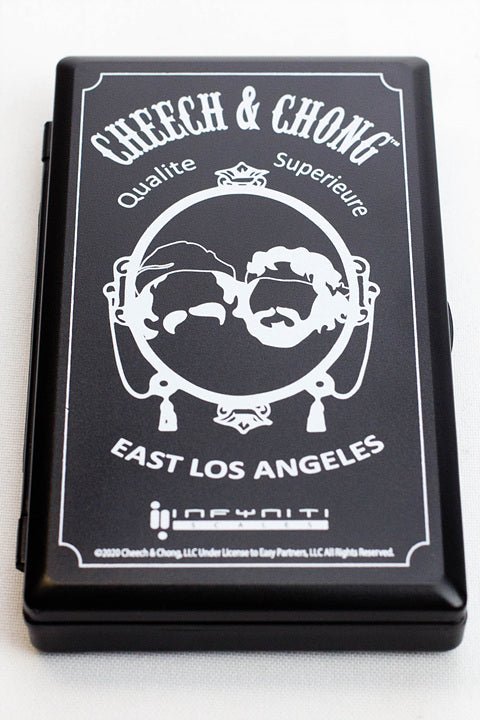 CHEECH & CHONG™
Qualite Superieure
EAST LOS ANGELES
INFYNITI
SCALES
©2020 Cheech & Chong, LLC Under License to Easy Partners, LLC All Rights Reserved.